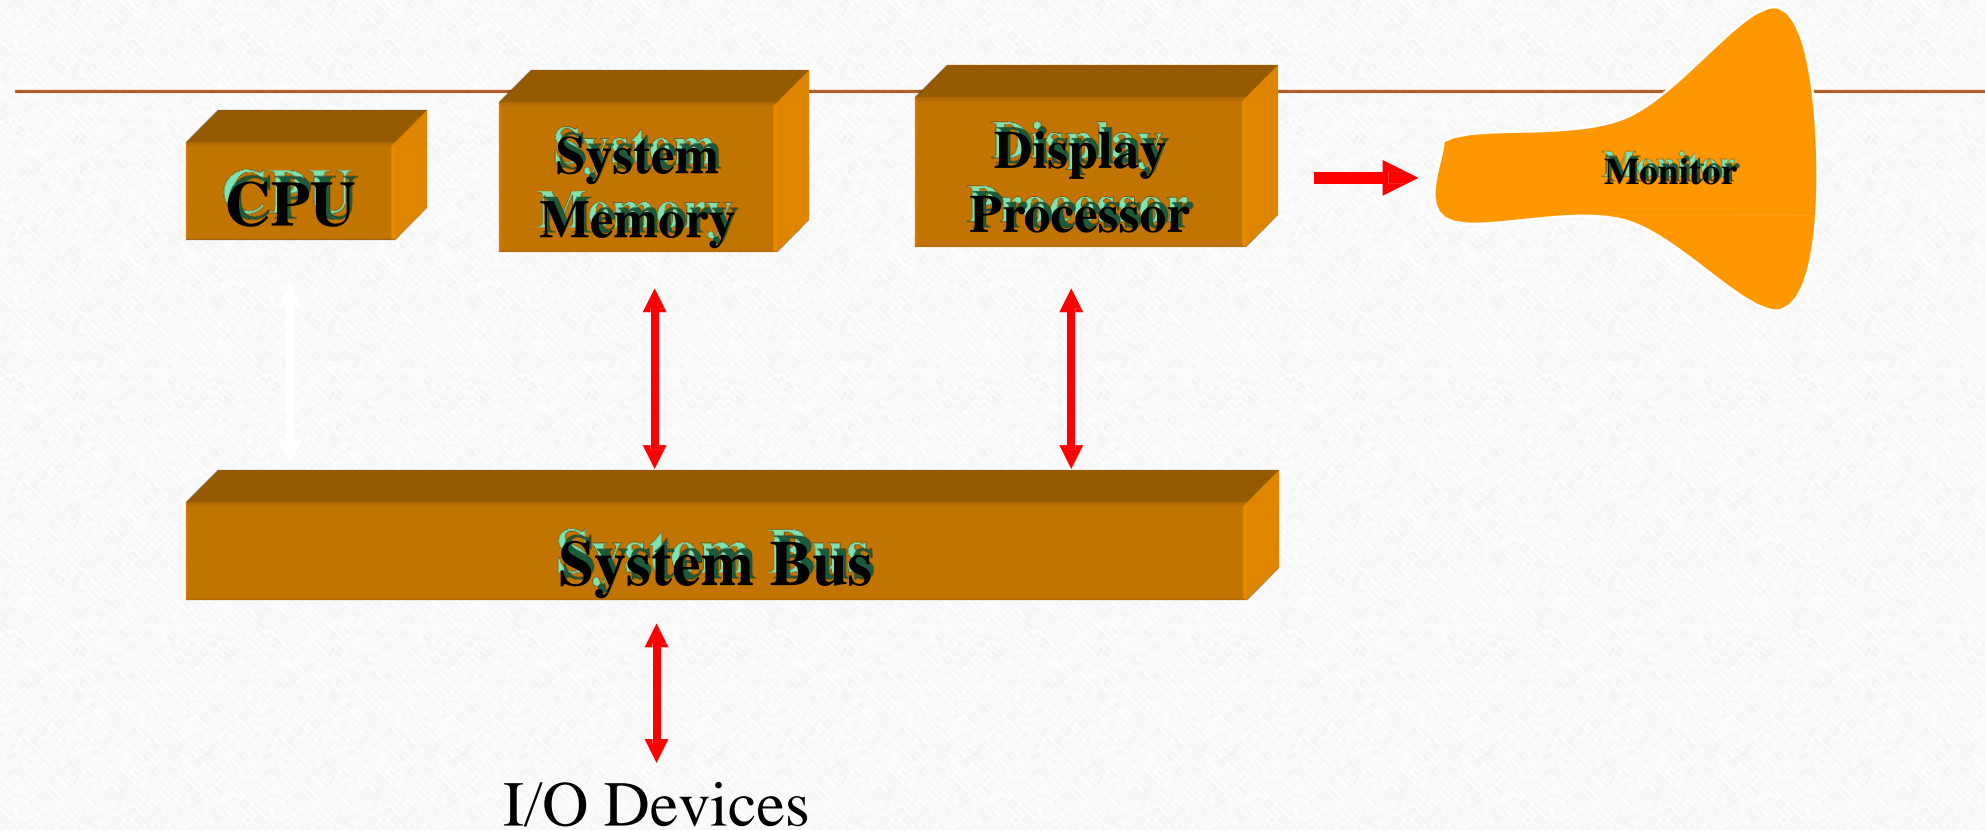 CPU
System
Memory
Display
Processor
Monitor
System Bus
I/O Devices